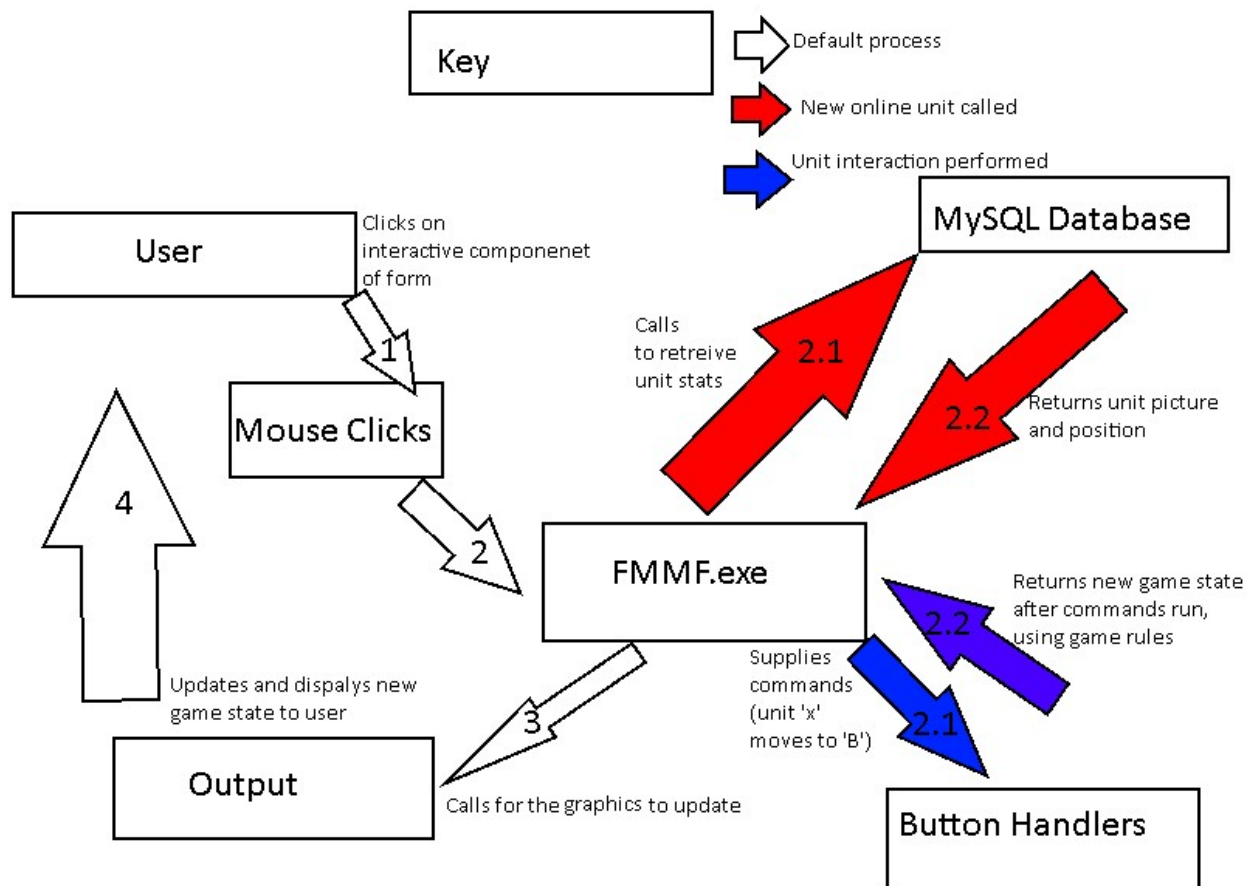 Key
Default process
New online unit called
Unit interaction performed
MySQL Database
User
Clicks on
interactive componenet
of form
1
Mouse Clicks
2
Calls
to retreive
unit stats
2.1
2.2
Returns unit picture
and position
4
FMMF.exe
Returns new game state
after commands run,
using game rules
2.2
Supplies
commands
(unit 'x'
moves to 'B')
2.1
3
Updates and dispalys new
game state to user
Output
Calls for the graphics to update
Button Handlers